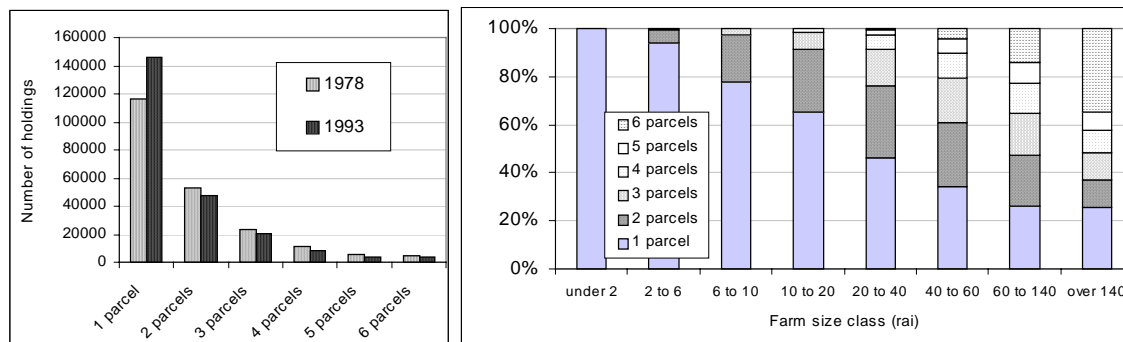 160000
140000
120000
100000
80000
60000
40000
20000
0
Number of holdings
1978
1993
1 parcel
2 parcels
3 parcels
4 parcels
5 parcels
6 parcels
100%
80%
60%
40%
20%
0%
6 parcels
5 parcels
4 parcels
3 parcels
2 parcels
1 parcel
under 2 2 to 6 6 to 10 10 to 20 20 to 40 40 to 60 60 to 140 over 140
Farm size class (rai)